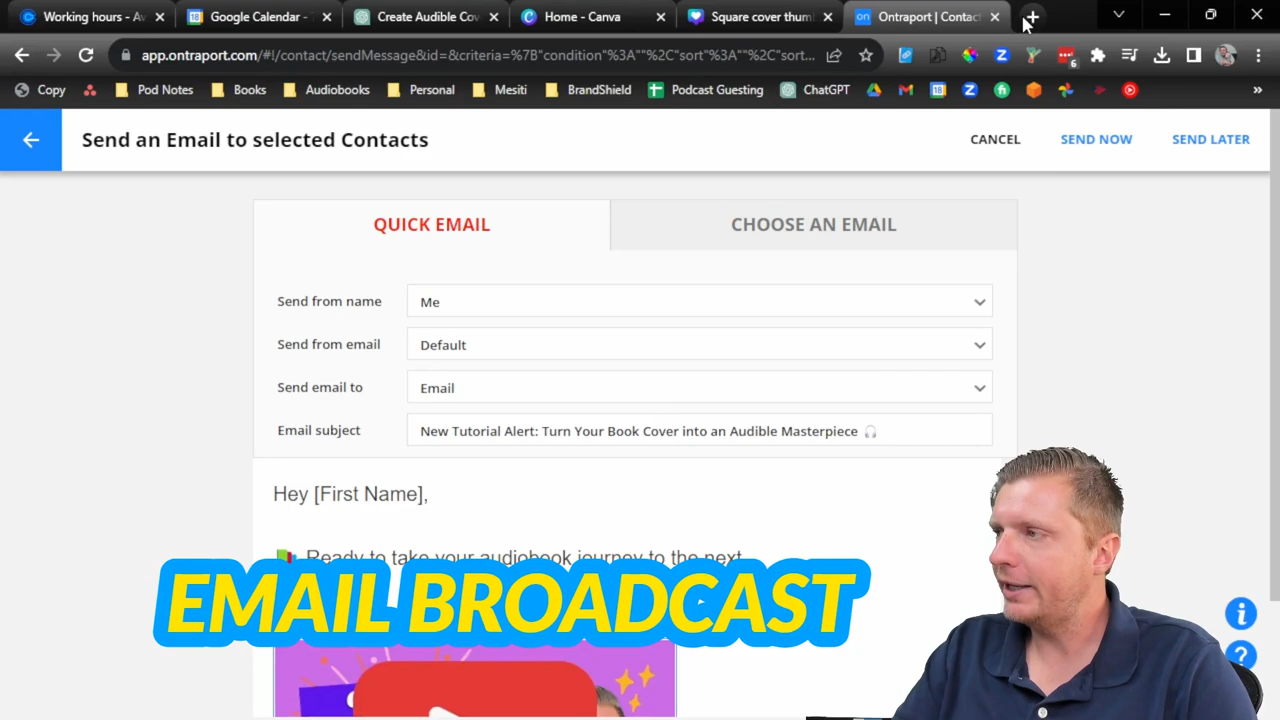 Working hours - Av
Google Calendar -
Create Audible Cov
Home - Canva
Square cover thum
Ontraport | Contac
app.ontraport.com/#!/contact/sendMessage&id=&criteria=%7B"condition"%3A""%2C"sort"%3A""%2C"sor...
6
Copy
Pod Notes
Books
Audiobooks
Personal
Mesiti
BrandShield
Podcast Guesting
ChatGPT
18
»
Send an Email to selected Contacts
CANCEL
SEND NOW
SEND LATER
QUICK EMAIL
CHOOSE AN EMAIL
Send from name
Me
Send from email
Default
Send email to
Email
Email subject
New Tutorial Alert: Turn Your Book Cover into an Audible Masterpiece 🎧
Hey [First Name],
📚 Ready to take your audiobook journey to the next
EMAIL BROADCAST